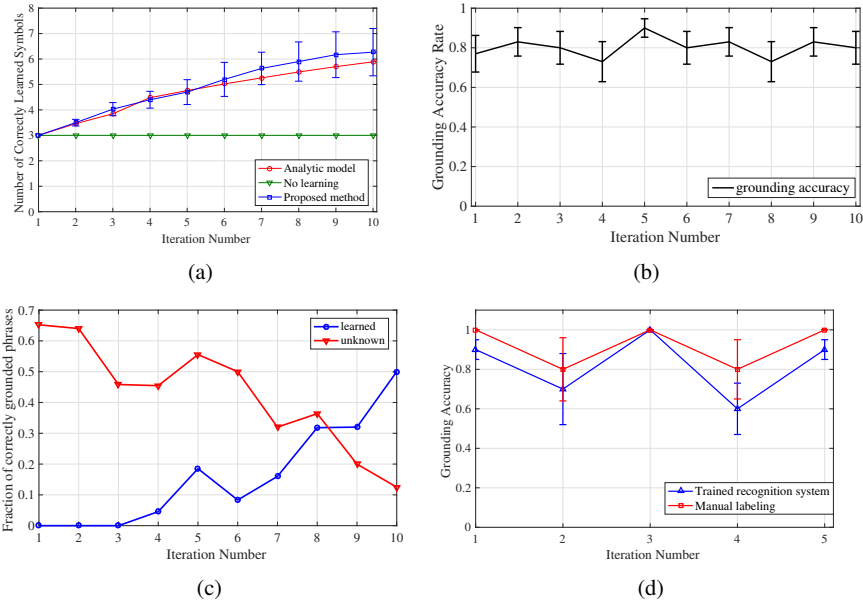 Number of Correctly Learned Symbols
8
7
6
5
4
3
2
1
0
1 2 3 4 5 6 7 8 9 10
Iteration Number
Analytic model
No learning
Proposed method
(a)
Grounding Accuracy Rate
1
0.8
0.6
0.4
0.2
0
1 2 3 4 5 6 7 8 9 10
Iteration Number
grounding accuracy
(b)
Fraction of correctly grounded phrases
0.7
0.6
0.5
0.4
0.3
0.2
0.1
0
1 2 3 4 5 6 7 8 9 10
Iteration Number
learned
unknown
(c)
Grounding Accuracy
1
0.8
0.6
0.4
0.2
0
1 2 3 4 5
Iteration Number
Trained recognition system
Manual labeling
(d)